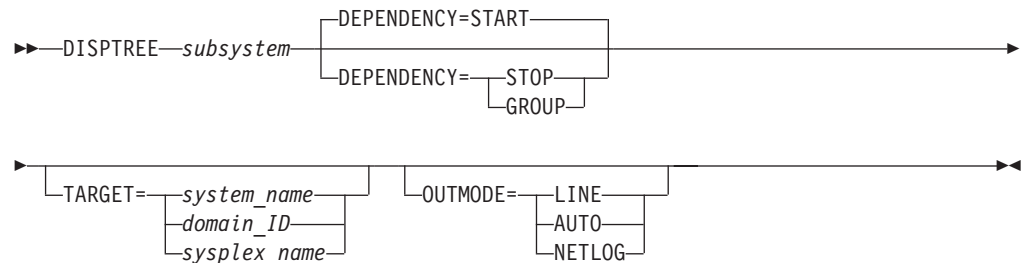 DEPENDENCY=START
DISPTREE subsystem
DEPENDENCY= STOP
GROUP
TARGET= system_name OUTMODE= LINE
domain_ID AUTO
sysplex name NETLOG